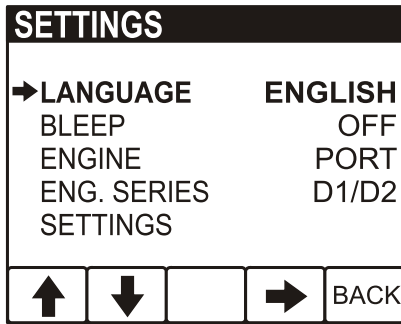 SETTINGS
LANGUAGE ENGLISH
BLEEP OFF
ENGINE PORT
ENG. SERIES D1/D2
SETTINGS
BACK